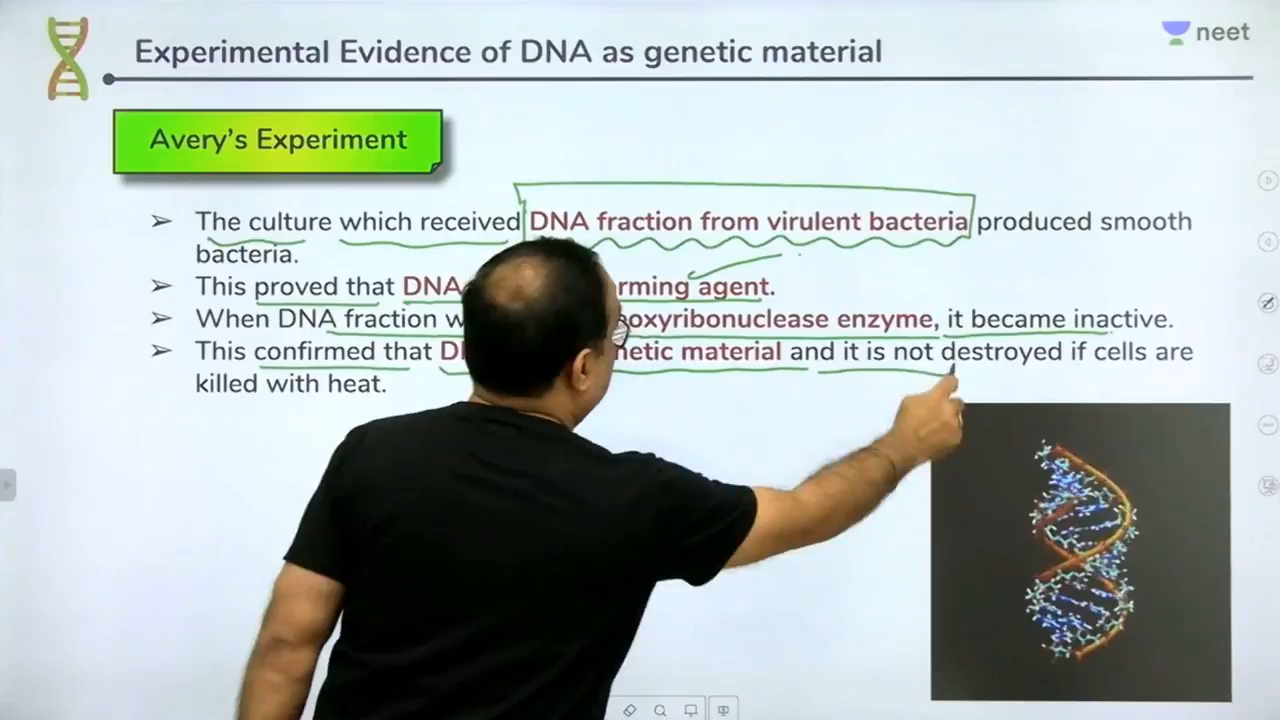 Experimental Evidence of DNA as genetic material
neet
Avery's Experiment
➢ The culture which received DNA fraction from virulent bacteria produced smooth
bacteria.
➢ This proved that DNA rming agent.
➢ When DNA fraction w oxyribonuclease enzyme, it became inactive.
➢ This confirmed that D netic material and it is not destroyed if cells are
killed with heat.